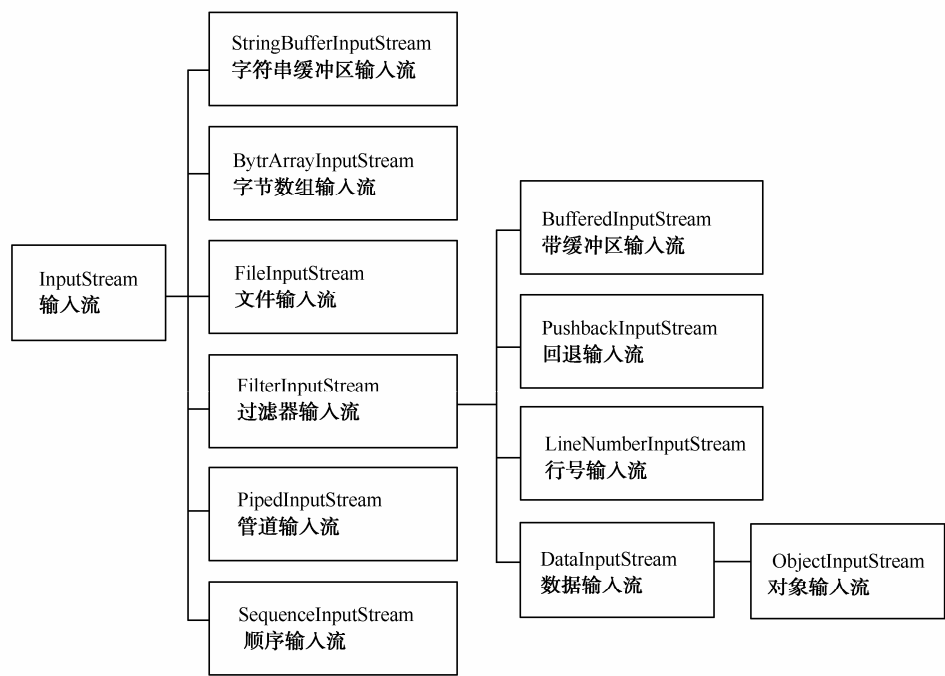 InputStream
输入流
StringBufferInputStream
字符串缓冲区输入流
BytrArrayInputStream
字节数组输入流
FileInputStream
文件输入流
FilterInputStream
过滤器输入流
PipedInputStream
管道输入流
SequenceInputStream
顺序输入流
BufferedInputStream
带缓冲区输入流
PushbackInputStream
回退输入流
LineNumberInputStream
行号输入流
DataInputStream
数据输入流
ObjectInputStream
对象输入流